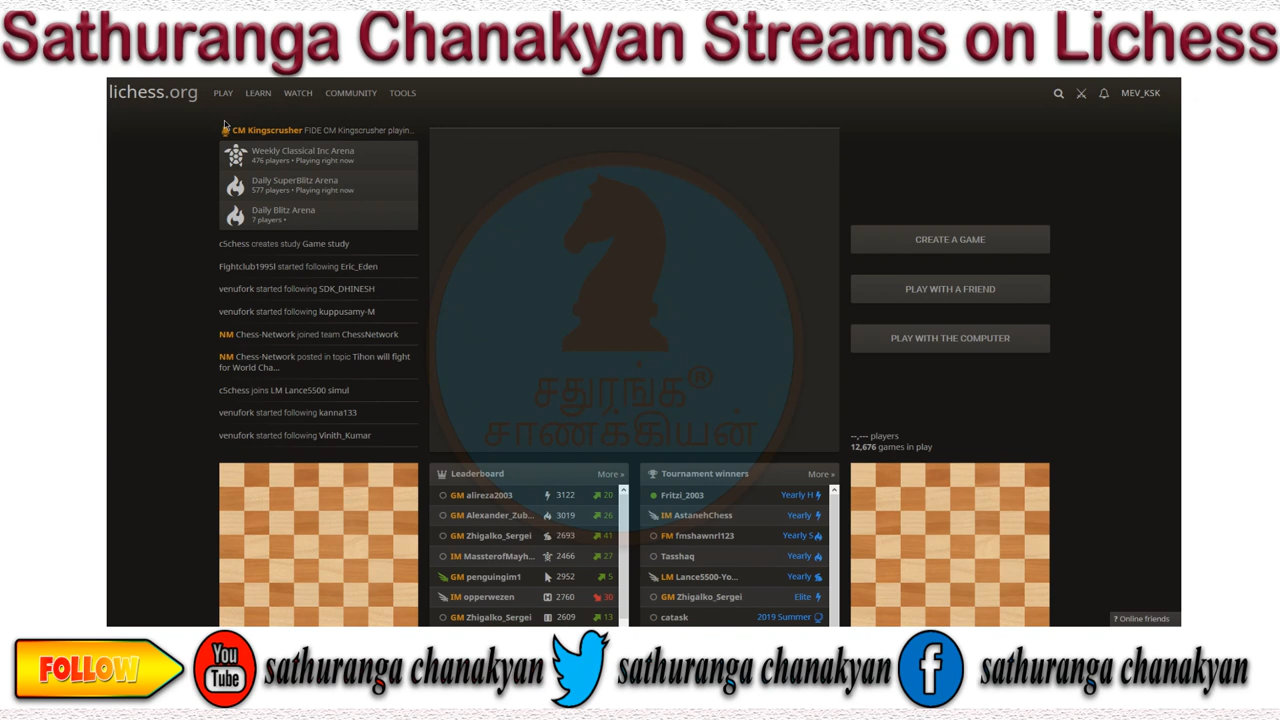 Sathuranga Chanakyan Streams on Lichess
lichess.org PLAY LEARN WATCH COMMUNITY TOOLS MEV_KSK
CM Kingscrusher FIDE CM Kingscrusher playin..
Weekly Classical Inc Arena
476 players • Playing right now
Daily SuperBlitz Arena
577 players • Playing right now
Daily Blitz Arena
7 players •
c5chess creates study Game study
Fightclub1995l started following Eric_Eden
venufork started following SDK_DHINESH
venufork started following kuppusamy-M
NM Chess-Network joined team ChessNetwork
NM Chess-Network posted in topic Tihon will fight
for World Cha...
c5chess joins LM Lance5500 simul
venufork started following kanna133
venufork started following Vinith_Kumar
சதுரங்க®
சாணக்கியன்
CREATE A GAME
PLAY WITH A FRIEND
PLAY WITH THE COMPUTER
--,--- players
12,676 games in play
Leaderboard More »
GM alireza2003 3122 20
GM Alexander_Zub... 3019 26
GM Zhigalko_Sergei 2693 41
IM MassterofMayh... 2466 27
GM penguingim1 2952 5
IM opperwezen 2760 30
GM Zhigalko_Sergei 2609 13
Tournament winners More »
Fritzi_2003 Yearly H
IM AstanehChess Yearly
FM fmshawnrl123 Yearly S
Tasshaq Yearly
LM Lance5500-Yo... Yearly
GM Zhigalko_Sergei Elite
catask 2019 Summer
? Online friends
FOLLOW
You
Tube
sathuranga chanakyan
sathuranga chanakyan
f
sathuranga chanakyan